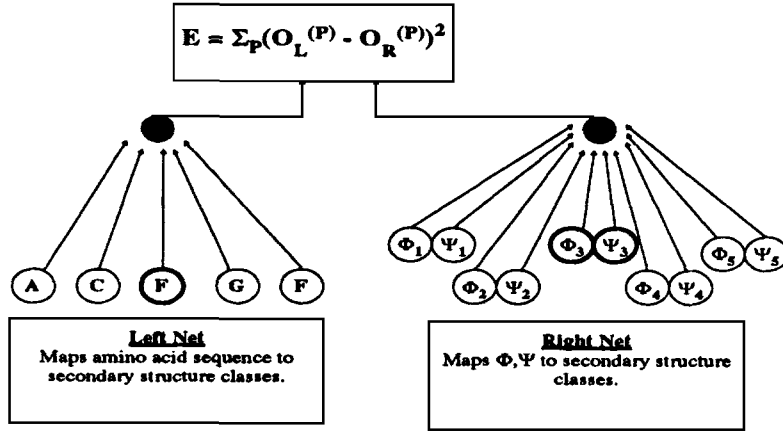 E = Σ_P(O_L^(P) - O_R^(P))^2
A C F G F
Φ1 Ψ1 Φ2 Ψ2 Φ3 Ψ3 Φ4 Ψ4 Φ5 Ψ5
Left Net
Maps amino acid sequence to
secondary structure classes.
Right Net
Maps Φ,Ψ to secondary structure
classes.